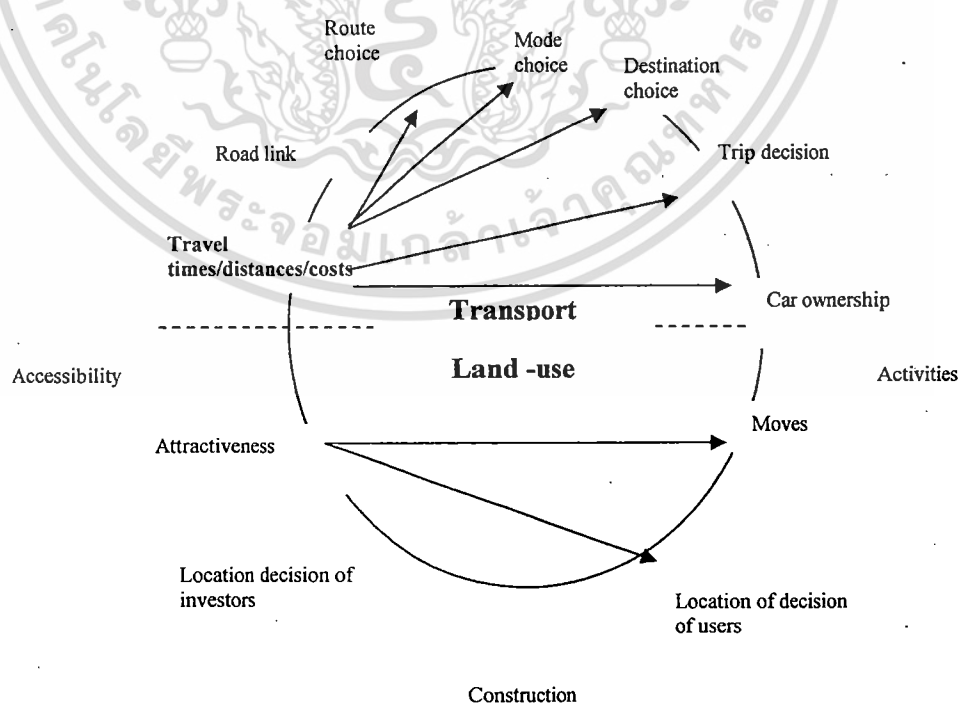 Route
choice
Mode
choice
Destination
choice
Road link
Trip decision
Travel
times/distances/costs
Car ownership
Transport
Land -use
Accessibility
Activities
Attractiveness
Moves
Location decision of
investors
Location of decision
of users
Construction